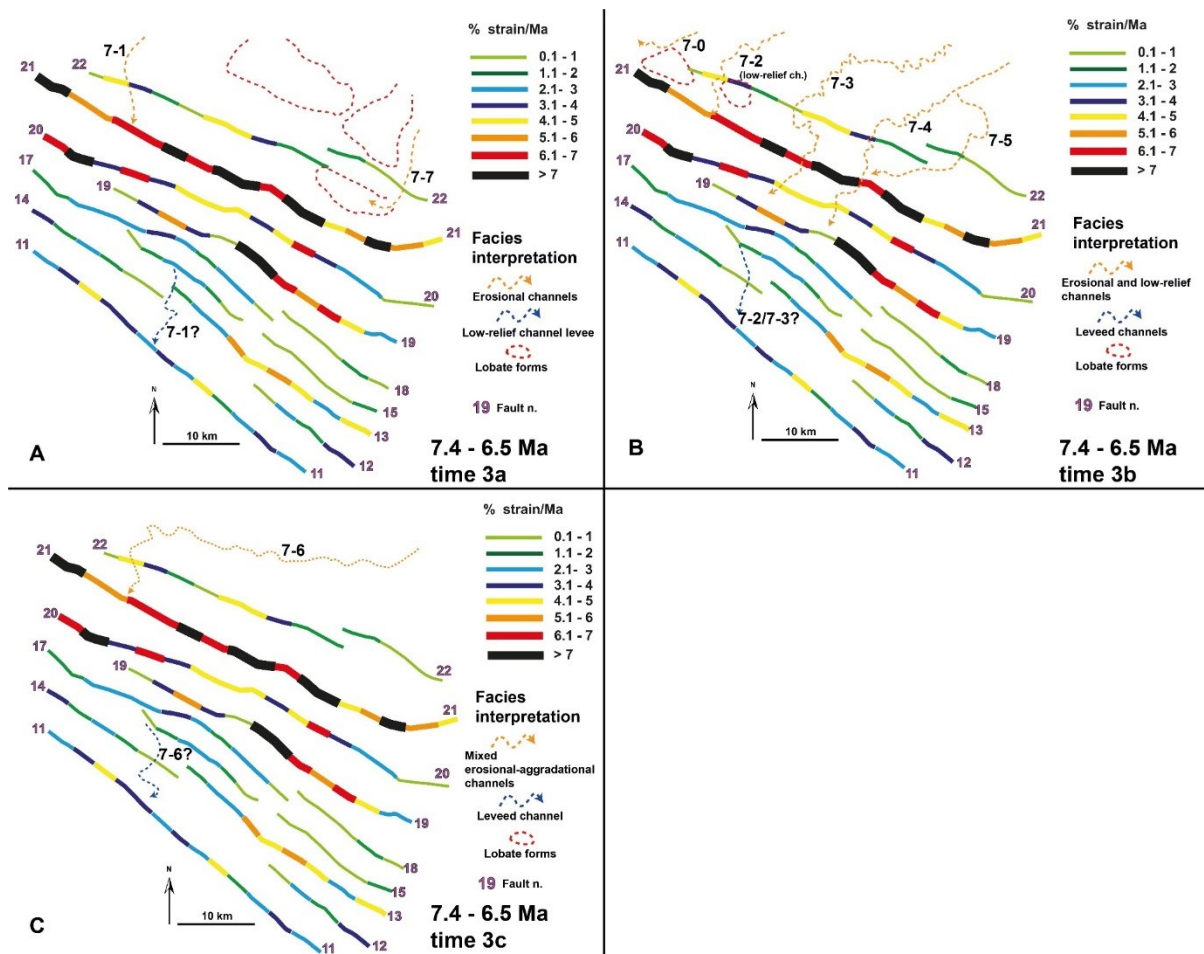 % strain/Ma
0.1 - 1
1.1 - 2
2.1- 3
3.1 - 4
4.1 - 5
5.1 - 6
6.1 - 7
> 7
7-1
22
21
20
17
19
14
11
7-7
22
21
20
19
18
15
13
12
11
7-1?
Facies
interpretation
Erosional channels
Low-relief channel levee
Lobate forms
19 Fault n.
N
10 km
A
7.4 - 6.5 Ma
time 3a
% strain/Ma
0.1 - 1
1.1 - 2
2.1- 3
3.1 - 4
4.1 - 5
5.1 - 6
6.1 - 7
> 7
7-0
7-2
(low-relief ch.)
7-3
7-4
7-5
21
20
17
19
14
11
22
21
20
19
18
15
13
12
11
7-2/7-3?
Facies
interpretation
Erosional and low-relief
channels
Leveed channels
Lobate forms
19 Fault n.
N
10 km
B
7.4 - 6.5 Ma
time 3b
% strain/Ma
0.1 - 1
1.1 - 2
2.1- 3
3.1 - 4
4.1 - 5
5.1 - 6
6.1 - 7
> 7
7-6
22
21
20
17
19
14
11
22
21
20
19
18
15
13
12
11
7-6?
Facies
interpretation
Mixed
erosional-aggradational
channels
Leveed channel
Lobate forms
19 Fault n.
N
10 km
C
7.4 - 6.5 Ma
time 3c